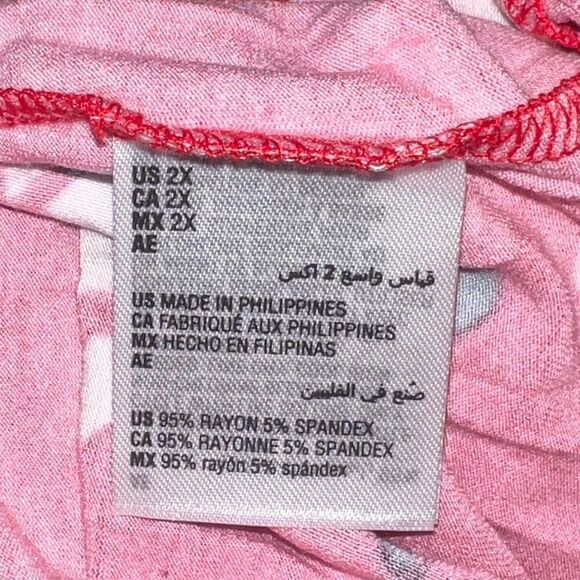 US 2X
CA 2X
MX 2X
AE
قياس واسع 2 اكس
US MADE IN PHILIPPINES
CA FABRIQUÉ AUX PHILIPPINES
MX HECHO EN FILIPINAS
AE
صُنع في الفلبين
US 95% RAYON 5% SPANDEX
CA 95% RAYONNE 5% SPANDEX
MX 95% rayón 5% spándex